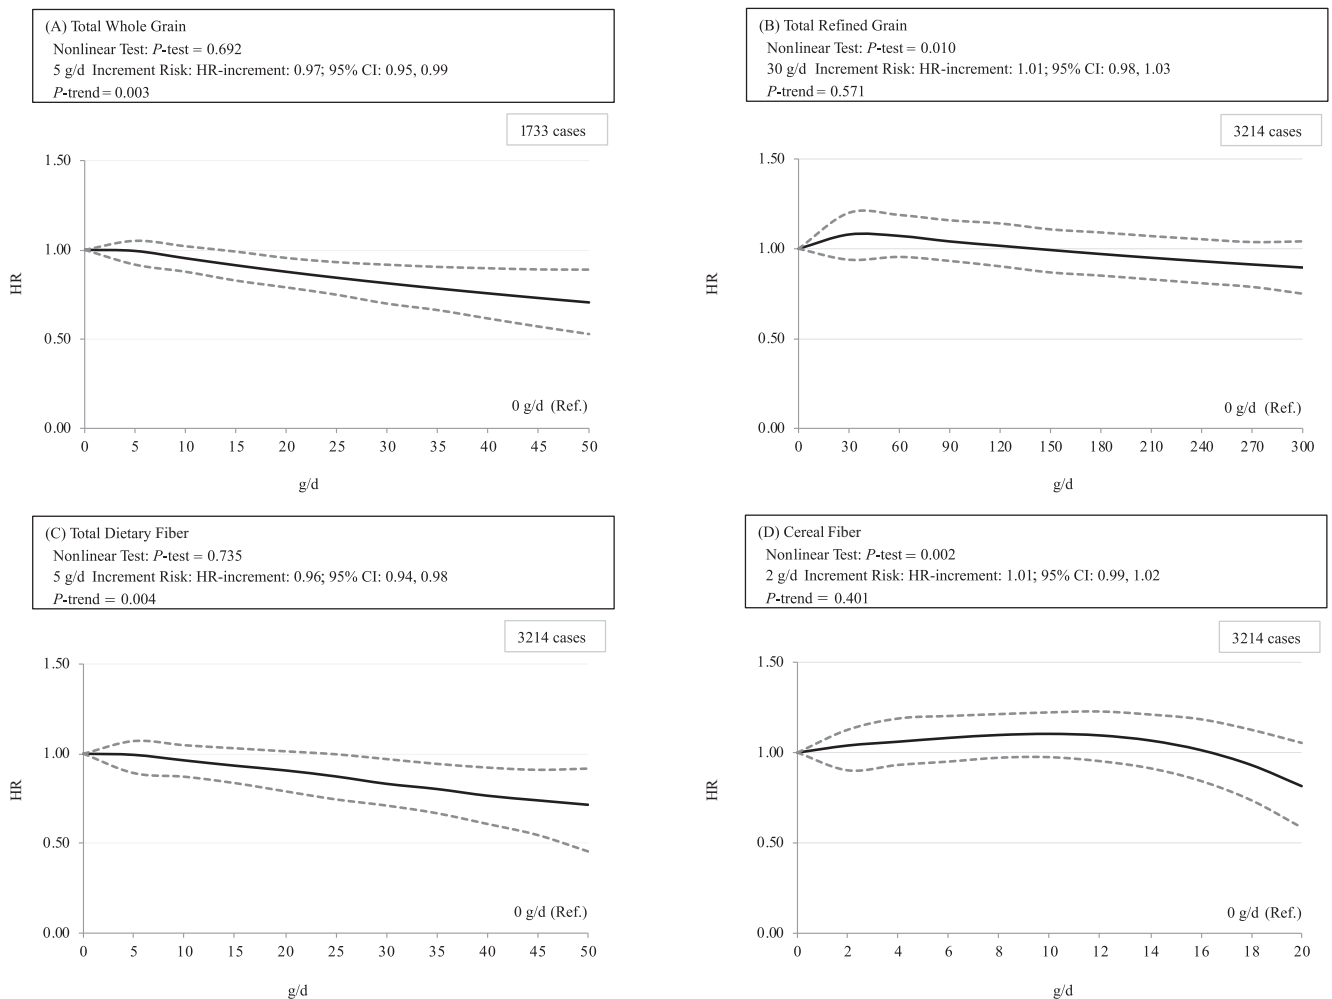 (A) Total Whole Grain
Nonlinear Test: P-test = 0.692
5 g/d Increment Risk: HR-increment: 0.97; 95% CI: 0.95, 0.99
P-trend = 0.003
1733 cases
1.50
1.00
0.50
0.00
HR
0 g/d (Ref.)
0 5 10 15 20 25 30 35 40 45 50
g/d
(B) Total Refined Grain
Nonlinear Test: P-test = 0.010
30 g/d Increment Risk: HR-increment: 1.01; 95% CI: 0.98, 1.03
P-trend = 0.571
3214 cases
1.50
1.00
0.50
0.00
HR
0 g/d (Ref.)
0 30 60 90 120 150 180 210 240 270 300
g/d
(C) Total Dietary Fiber
Nonlinear Test: P-test = 0.735
5 g/d Increment Risk: HR-increment: 0.96; 95% CI: 0.94, 0.98
P-trend = 0.004
3214 cases
1.50
1.00
0.50
0.00
HR
0 g/d (Ref.)
0 5 10 15 20 25 30 35 40 45 50
g/d
(D) Cereal Fiber
Nonlinear Test: P-test = 0.002
2 g/d Increment Risk: HR-increment: 1.01; 95% CI: 0.99, 1.02
P-trend = 0.401
3214 cases
1.50
1.00
0.50
0.00
HR
0 g/d (Ref.)
0 2 4 6 8 10 12 14 16 18 20
g/d